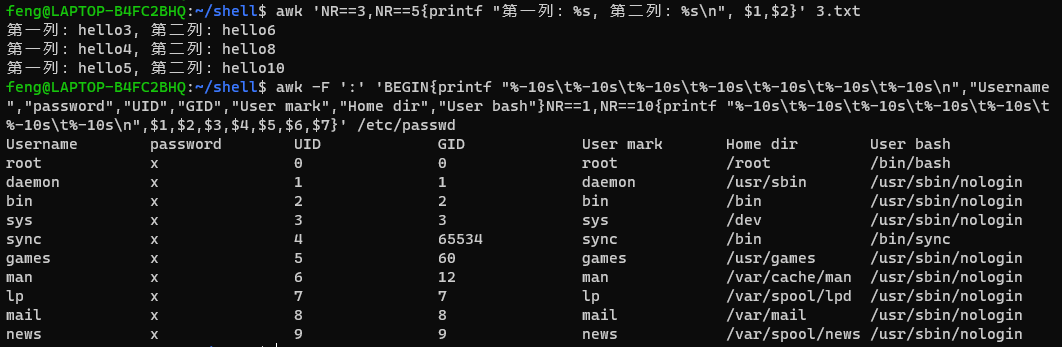 feng@LAPTOP-B4FC2BHQ:~/shell$ awk 'NR==3,NR==5{printf "第一列: %s, 第二列: %s\n", $1,$2}' 3.txt
第一列: hello3, 第二列: hello6
第一列: hello4, 第二列: hello8
第一列: hello5, 第二列: hello10
feng@LAPTOP-B4FC2BHQ:~/shell$ awk -F ':' 'BEGIN{printf "%-10s\t%-10s\t%-10s\t%-10s\t%-10s\t%-10s\t%-10s\n","Username
","password","UID","GID","User mark","Home dir","User bash"}NR==1,NR==10{printf "%-10s\t%-10s\t%-10s\t%-10s\t%-10s\t
%-10s\t%-10s\n",$1,$2,$3,$4,$5,$6,$7}' /etc/passwd
Username password UID GID User mark Home dir User bash
root x 0 0 root /root /bin/bash
daemon x 1 1 daemon /usr/sbin /usr/sbin/nologin
bin x 2 2 bin /bin /usr/sbin/nologin
sys x 3 3 sys /dev /usr/sbin/nologin
sync x 4 65534 sync /bin /bin/sync
games x 5 60 games /usr/games /usr/sbin/nologin
man x 6 12 man /var/cache/man /usr/sbin/nologin
lp x 7 7 lp /var/spool/lpd /usr/sbin/nologin
mail x 8 8 mail /var/mail /usr/sbin/nologin
news x 9 9 news /var/spool/news /usr/sbin/nologin